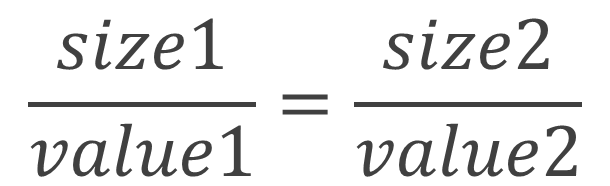 size1 = size2
value1 value2